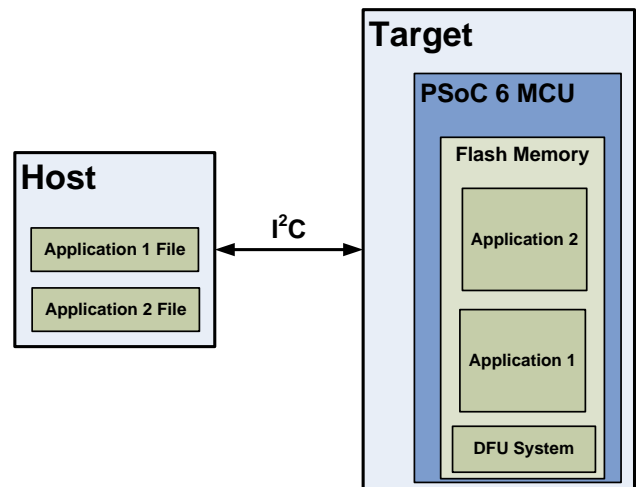 Target
PSoC 6 MCU
Flash Memory
Host
Application 1 File
Application 2 File
I²C
Application 2
Application 1
DFU System